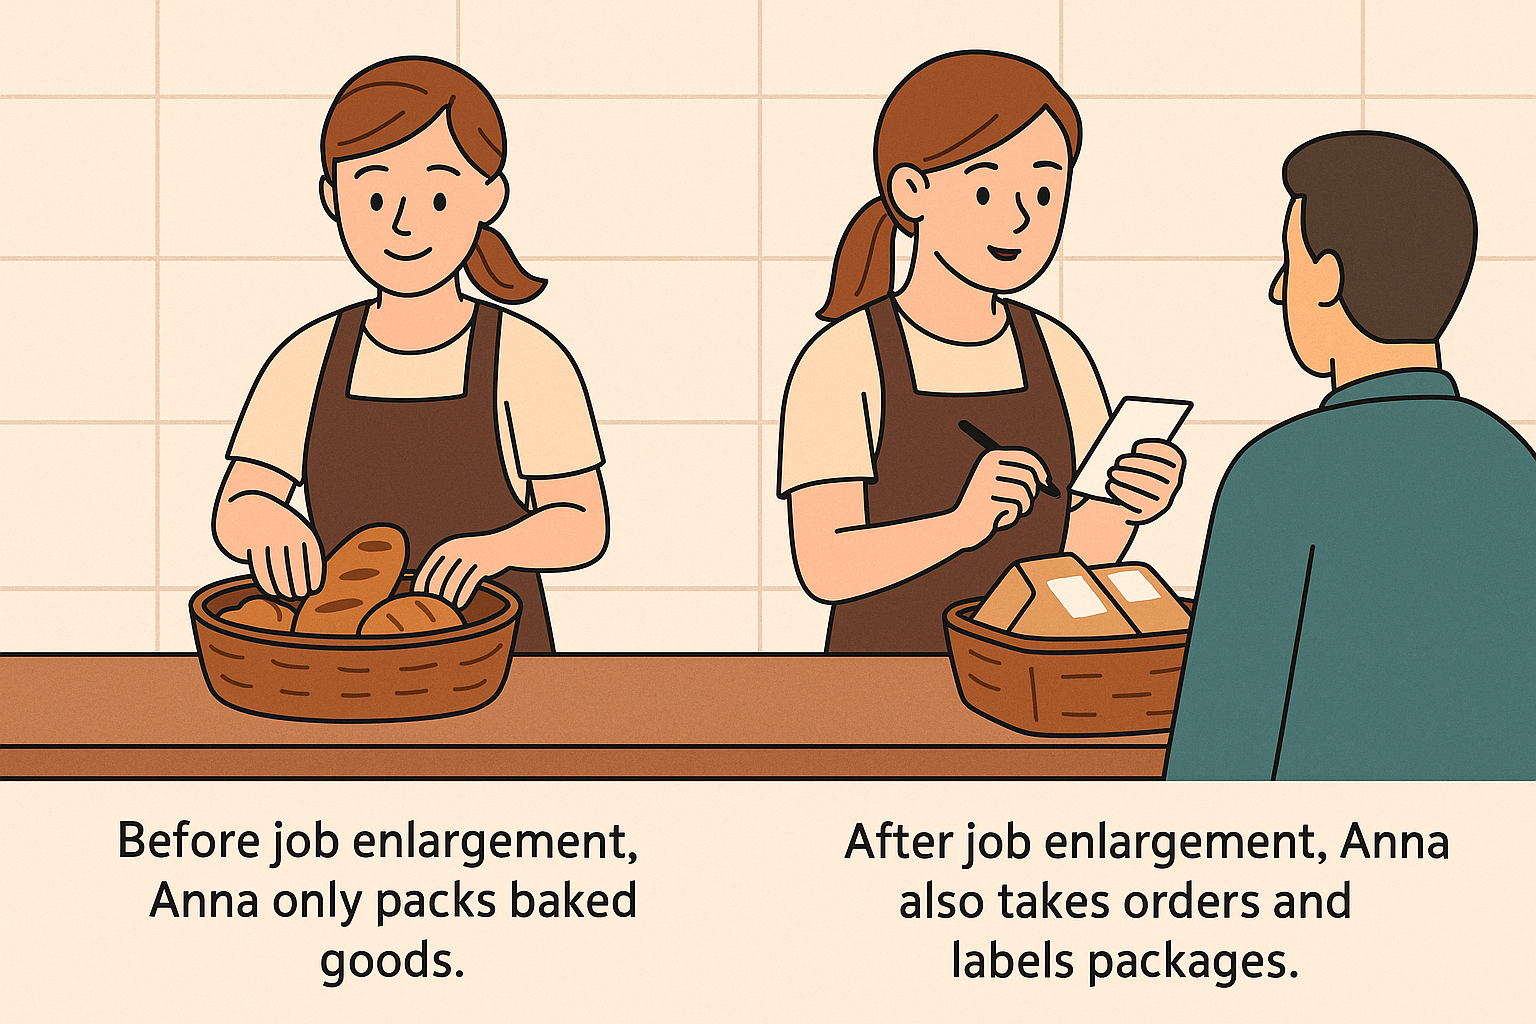 Before job enlargement,
Anna only packs baked
goods.
After job enlargement, Anna
also takes orders and
labels packages.